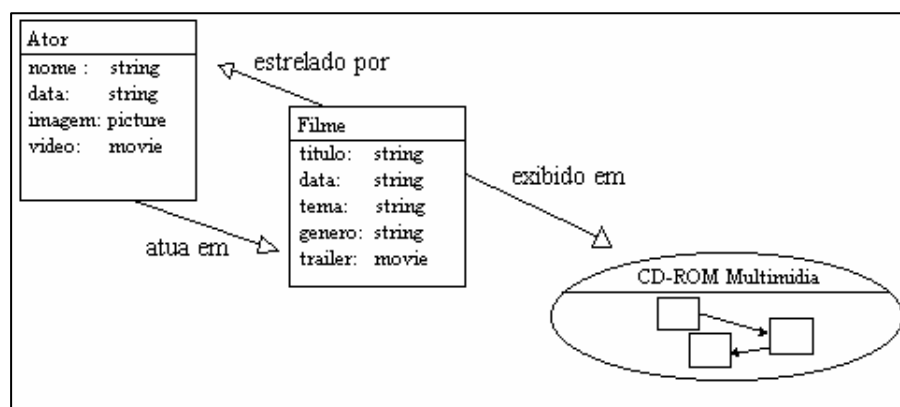 Ator
nome : string
data: string
imagem: picture
video: movie
estrelado por
Filme
titulo: string
data: string
tema: string
genero: string
trailer: movie
atua em
exibido em
CD-ROM Multimidia